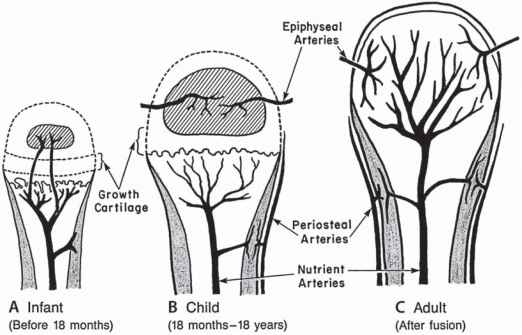 Epiphyseal
Arteries
Growth
Cartilage
Periosteal
Arteries
Nutrient
Arteries
A Infant
(Before 18 months)
B Child
(18 months–18 years)
C Adult
(After fusion)